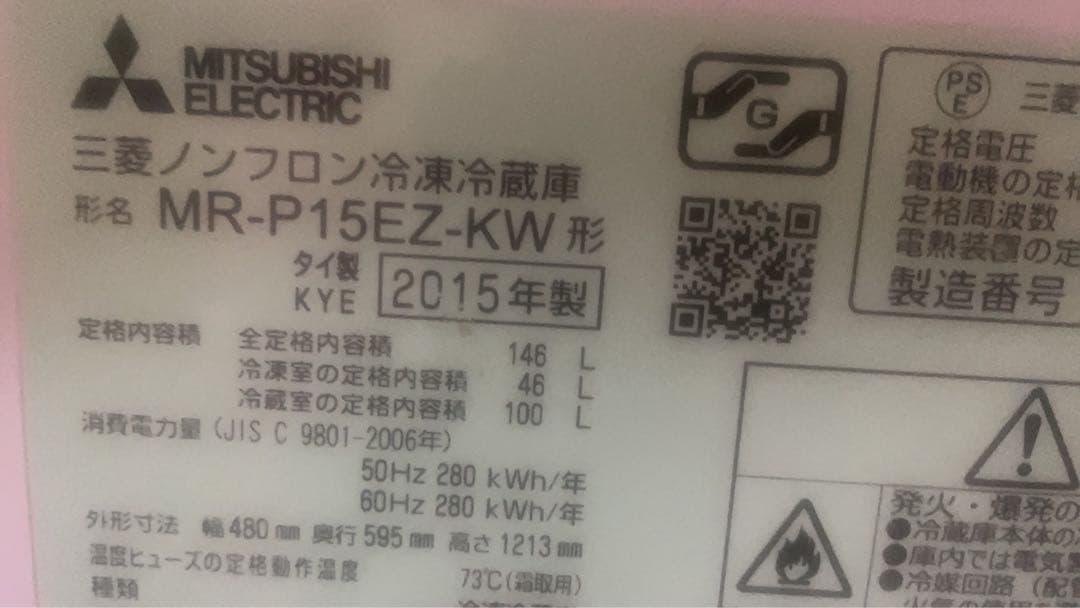 MITSUBISHI
ELECTRIC
三菱ノンフロン冷凍冷蔵庫
形名 MR-P15EZ-KW 形
タイ製
KYE
2015年製
定格内容積 全定格内容積 146 L
冷凍室の定格内容積 46 L
冷蔵室の定格内容積 100 L
消費電力量 (JIS C 9801-2006年)
50Hz 280 kWh/年
60Hz 280 kWh/年
外形寸法 幅480mm 奥行595mm 高さ1213mm
温度ヒューズの定格動作温度 73℃(霜取用)
種類 冷凍冷蔵
G
PS
E
三菱
定格電圧
電動機の定格
定格周波数
電熱装置の定
製造番号
発火・爆発の
●冷蔵庫本体の
●庫内では電気
●冷媒回路(配管